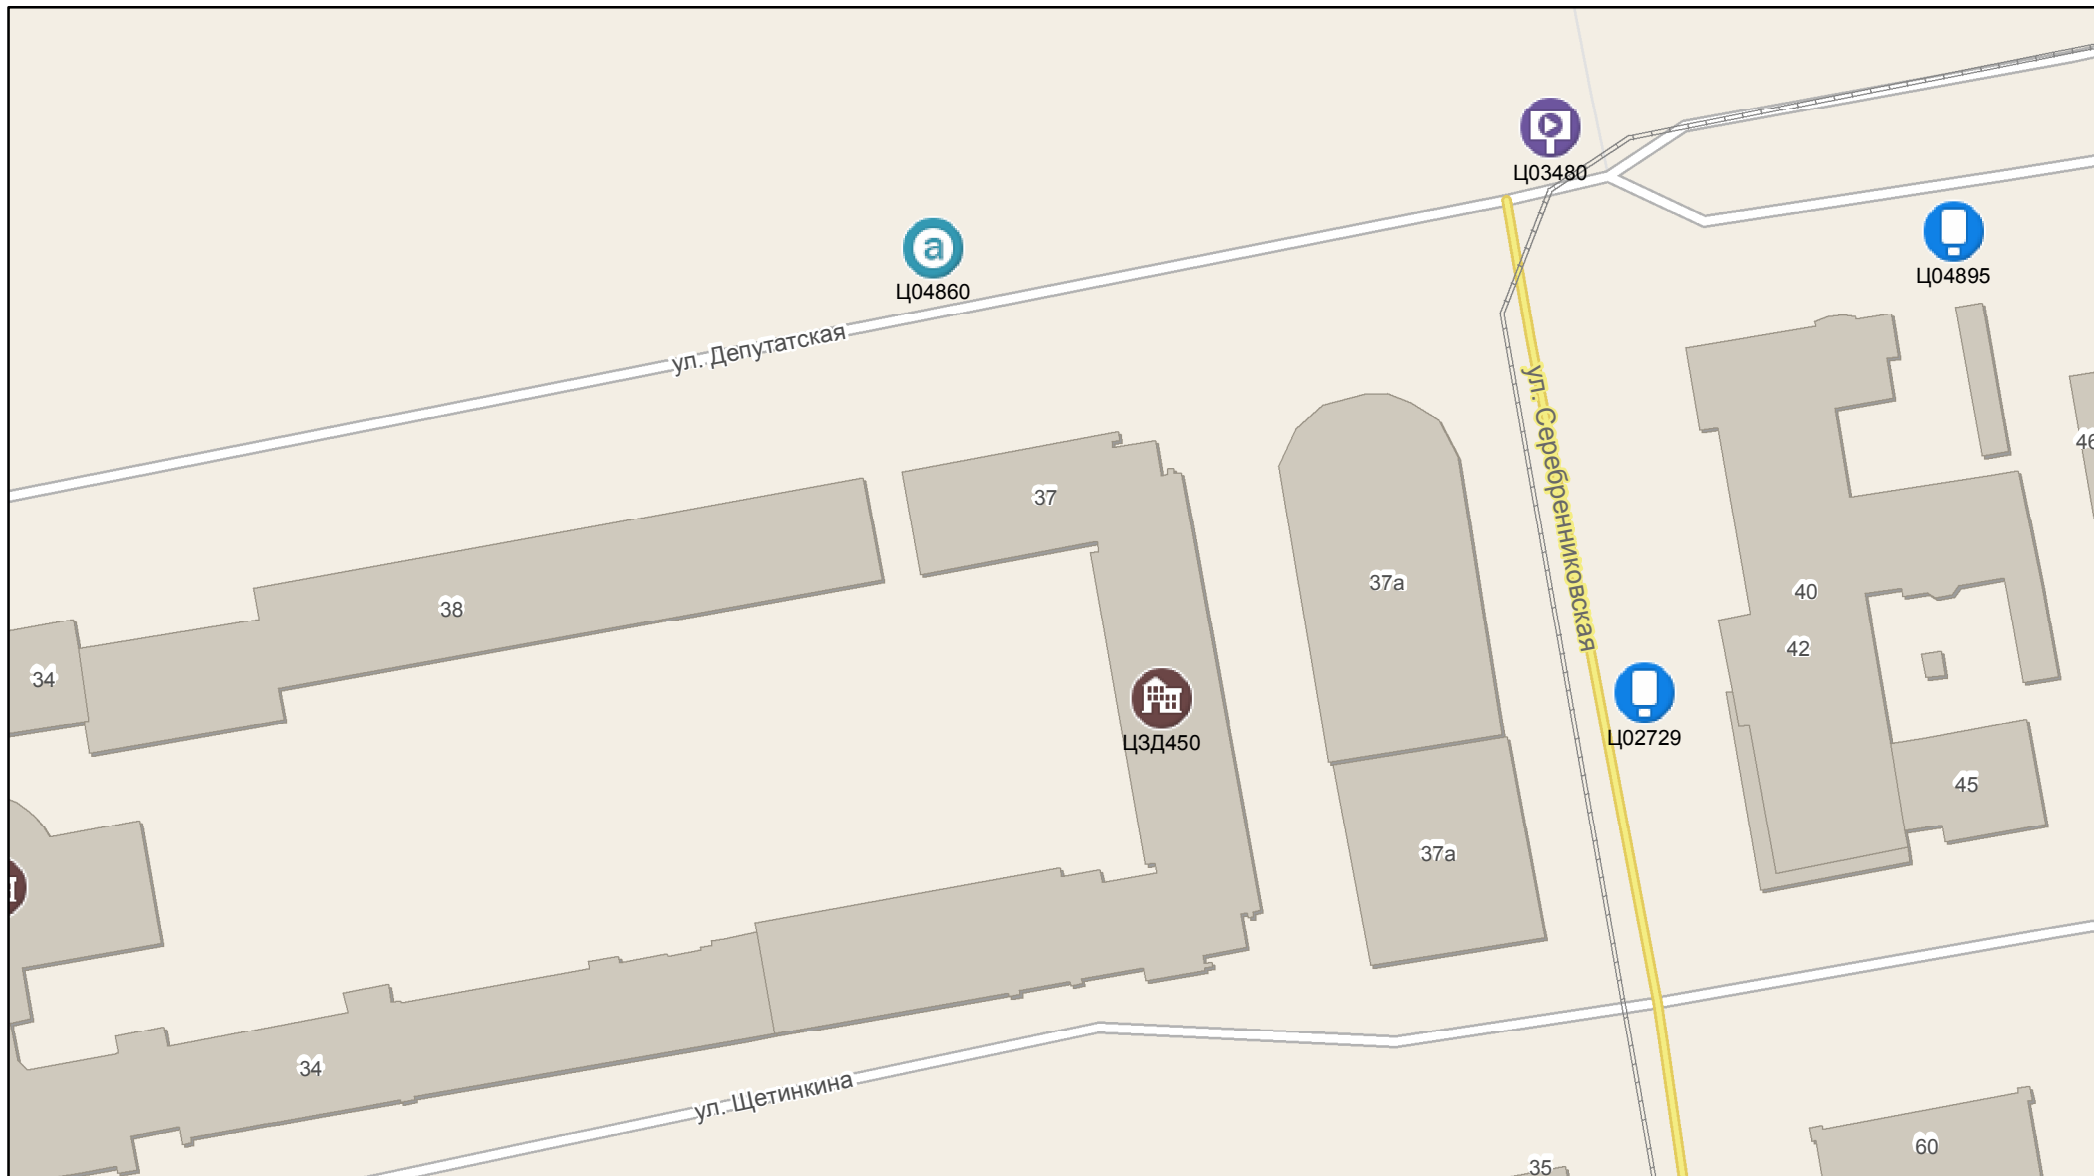 Ц03480
Ц04860
Ц04895
ул. Депутатская
ул. Серебренниковская
46
37
37а
38
40
42
34
ЦЗД450
Ц02729
45
37а
34
ул. Щетинкина
60
35